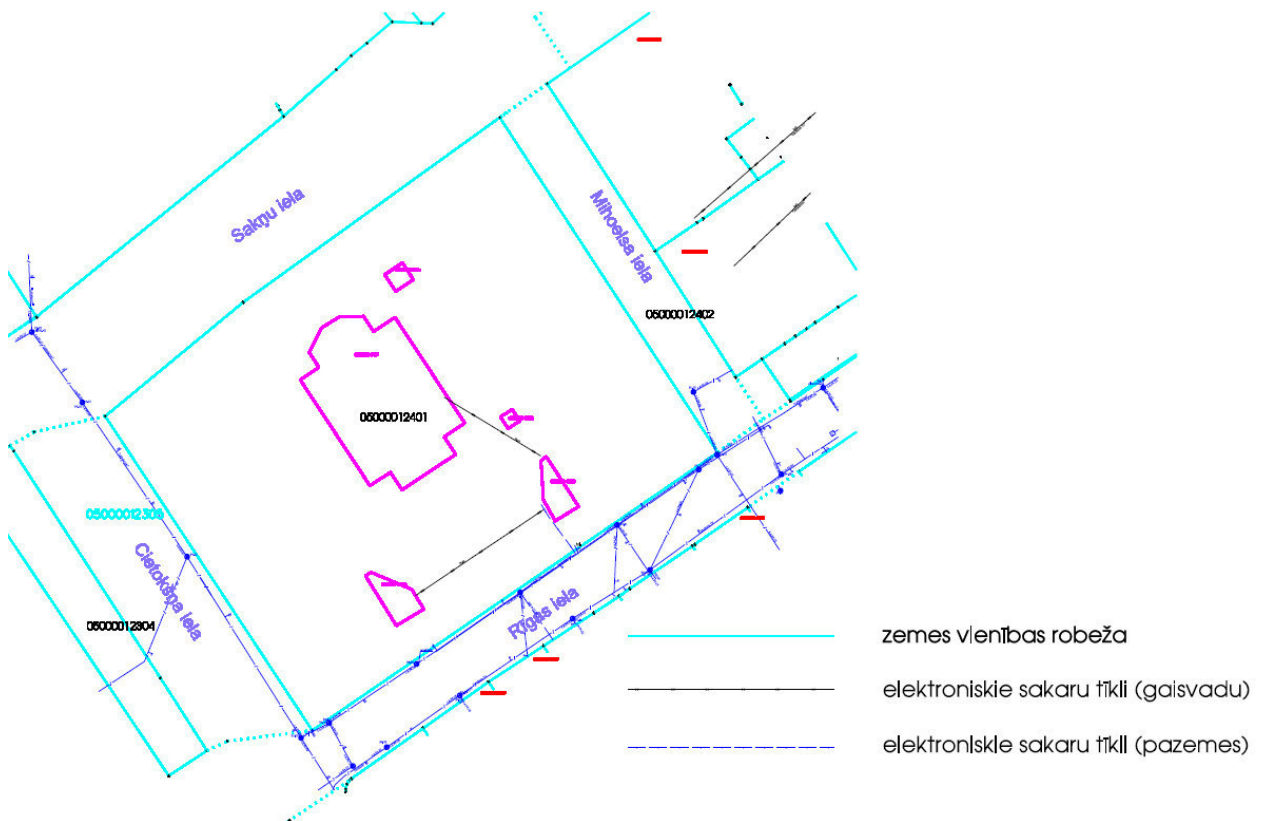 Sakņu iela
Mihoelsa iela
05000012402
05000012401
05000012305
Cietokšņa iela
05000012304
Rīgas iela
zemes vienības robeža
elektroniskie sakaru tīkli (gaisvadu)
elektroniskie sakaru tīkli (pazemes)